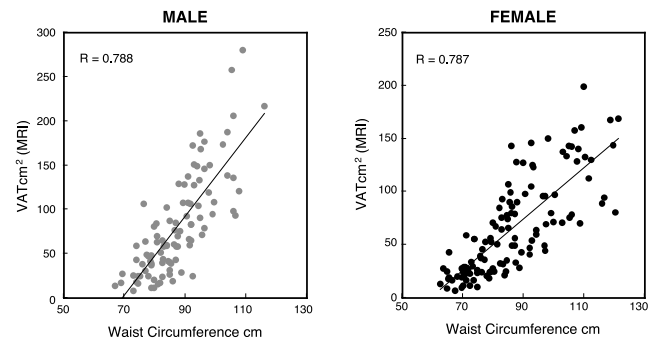 MALE
FEMALE
300
250
200
150
100
50
0
R = 0.788
VATcm² (MRI)
50
70
90
110
130
Waist Circumference cm
250
200
150
100
50
0
R = 0.787
VATcm² (MRI)
50
70
90
110
130
Waist Circumference cm